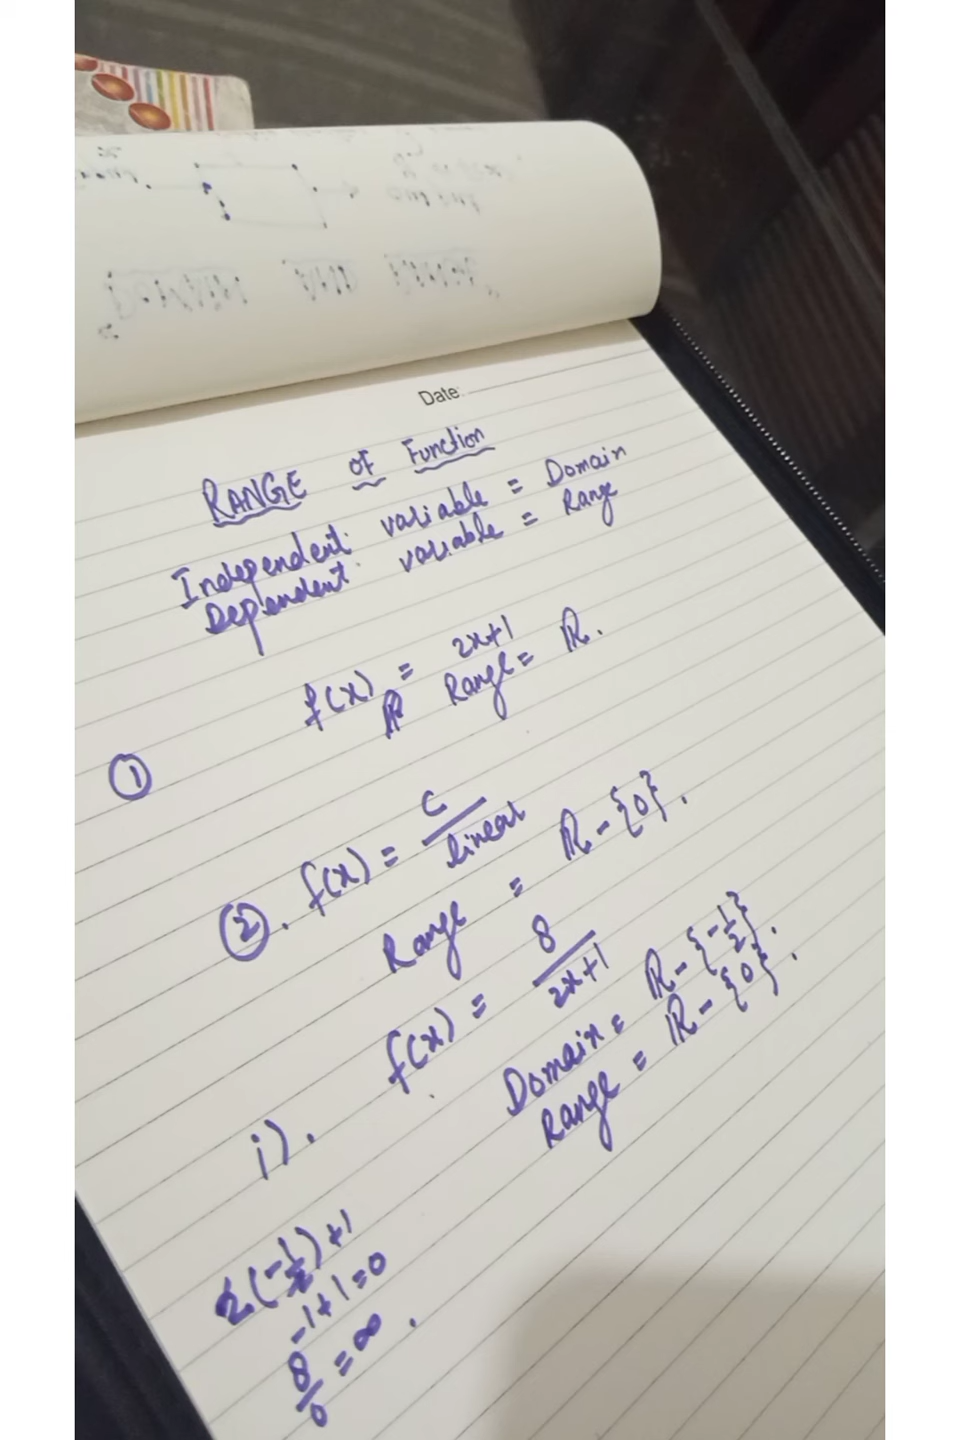 Date:
RANGE OF Function
Independent variable = Domain
Dependent variable = Range
f(x) = 2x+1
ℝ Range = ℝ.
①
②. f(x) = C/linear
Range = ℝ - {0}.
f(x) = 8/2x+1
i). Domain = ℝ - {-1/2}.
Range = ℝ - {0}.
2(-1/2)+1
-1+1=0
8/0 = ∞.